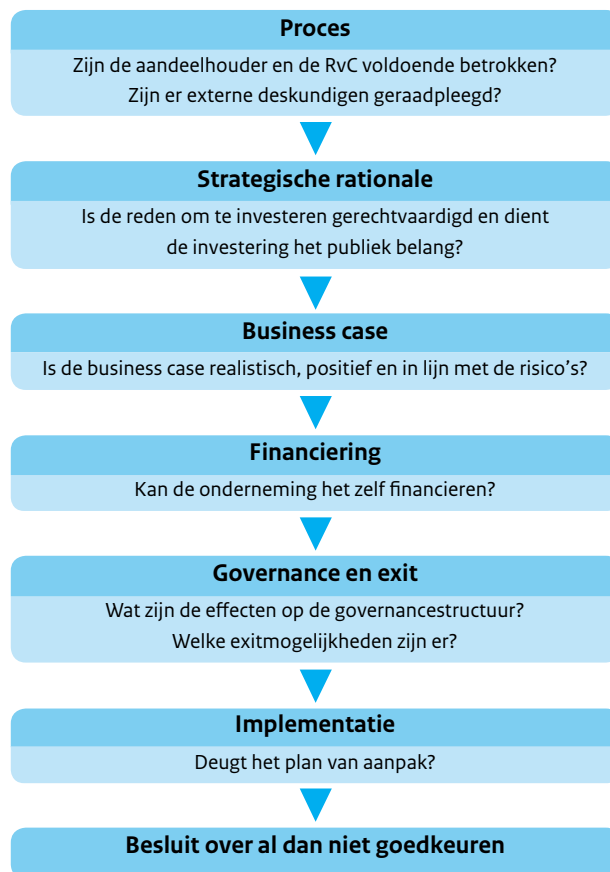 Proces
Zijn de aandeelhouder en de RvC voldoende betrokken?
Zijn er externe deskundigen geraadpleegd?
Strategische rationale
Is de reden om te investeren gerechtvaardigd en dient
de investering het publiek belang?
Business case
Is de business case realistisch, positief en in lijn met de risico's?
Financiering
Kan de onderneming het zelf financieren?
Governance en exit
Wat zijn de effecten op de governancestructuur?
Welke exitmogelijkheden zijn er?
Implementatie
Deugt het plan van aanpak?
Besluit over al dan niet goedkeuren